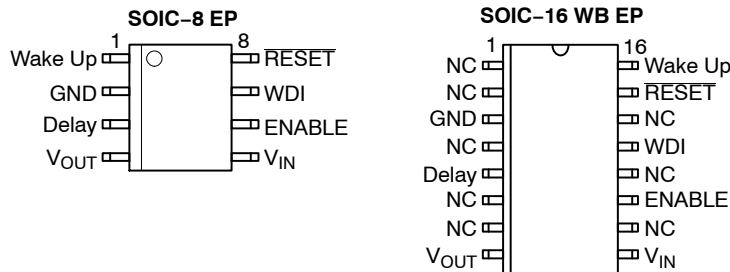 SOIC−8 EP
1 8
Wake Up RESET
GND WDI
Delay ENABLE
VOUT VIN
SOIC−16 WB EP
1 16
NC Wake Up
NC RESET
GND NC
NC WDI
Delay NC
NC ENABLE
NC NC
VOUT VIN